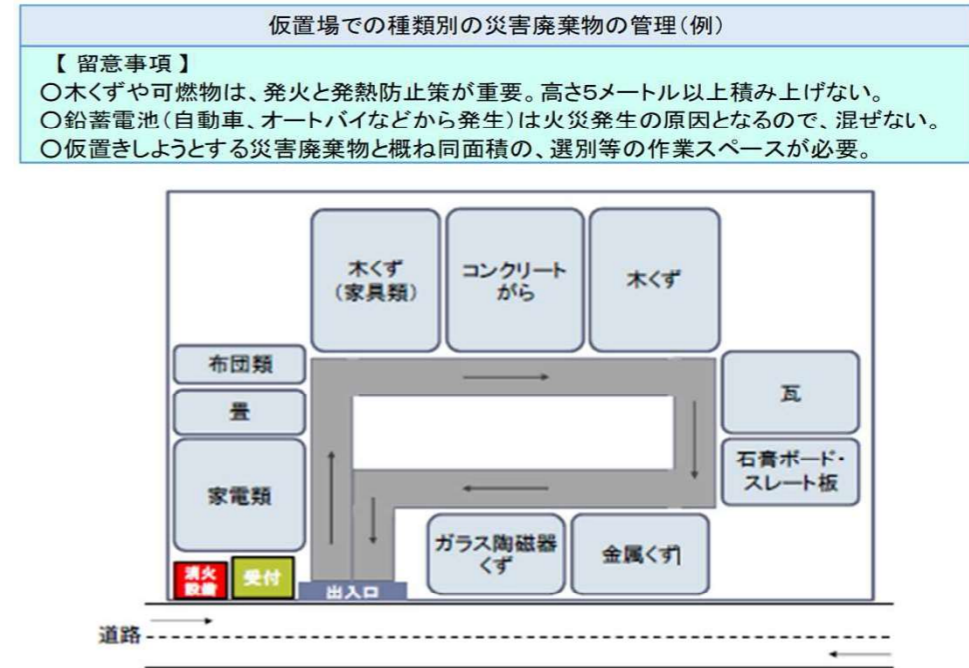 仮置場での種類別の災害廃棄物の管理(例)
【 留意事項 】
○木くずや可燃物は、発火と発熱防止策が重要。高さ5メートル以上積み上げない。
○鉛蓄電池(自動車、オートバイなどから発生)は火災発生の原因となるので、混ぜない。
○仮置きしようとする災害廃棄物と概ね同面積の、選別等の作業スペースが必要。
木くず
(家具類)
コンクリート
がら
木くず
布団類
畳
家電類
瓦
石膏ボード・
スレート板
ガラス陶磁器
くず
金属くず
消火
設備
受付
出入口
道路